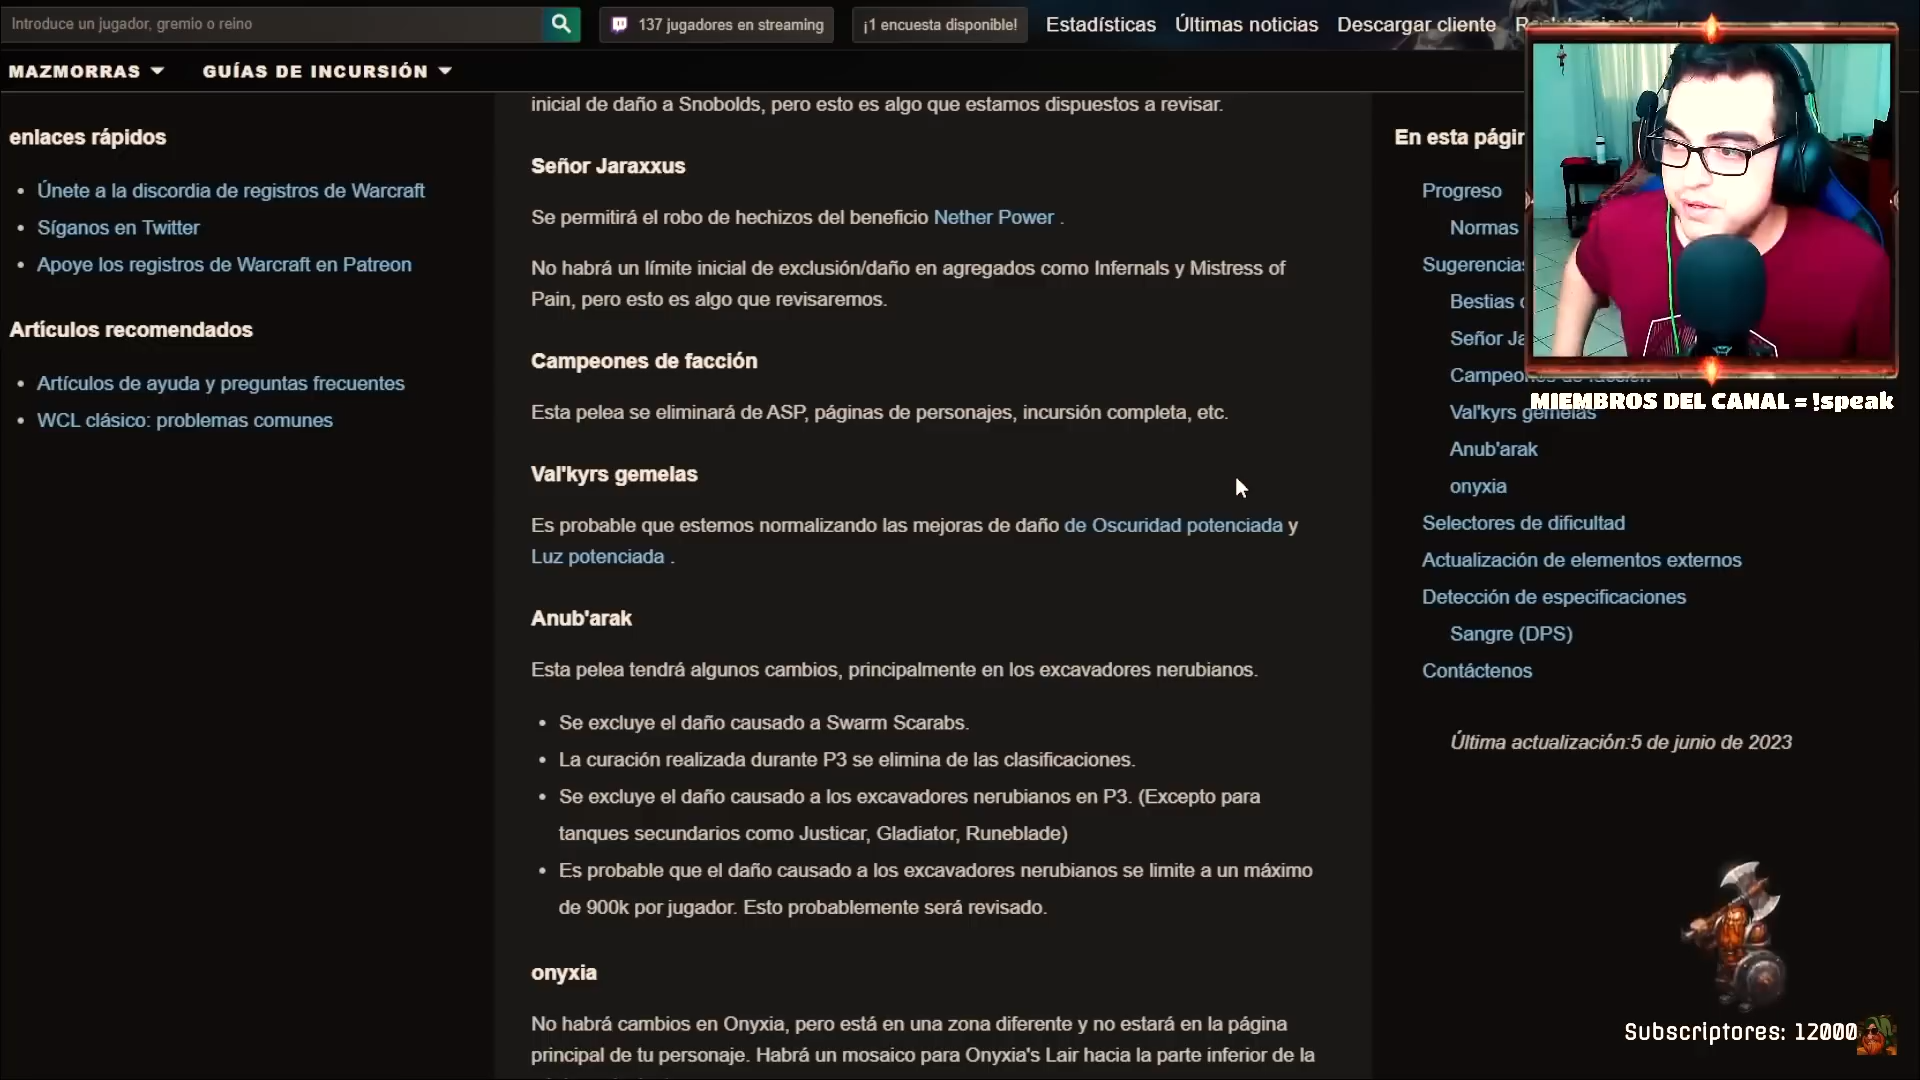 Introduce un jugador, gremio o reino
137 jugadores en streaming
¡1 encuesta disponible!
Estadísticas
Últimas noticias
Descargar cliente
MAZMORRAS
GUÍAS DE INCURSIÓN
enlaces rápidos
Únete a la discordia de registros de Warcraft
Síganos en Twitter
Apoye los registros de Warcraft en Patreon
Artículos recomendados
Artículos de ayuda y preguntas frecuentes
WCL clásico: problemas comunes
inicial de daño a Snobolds, pero esto es algo que estamos dispuestos a revisar.
Señor Jaraxxus
Se permitirá el robo de hechizos del beneficio Nether Power .
No habrá un límite inicial de exclusión/daño en agregados como Infernals y Mistress of
Pain, pero esto es algo que revisaremos.
Campeones de facción
Esta pelea se eliminará de ASP, páginas de personajes, incursión completa, etc.
Val'kyrs gemelas
Es probable que estemos normalizando las mejoras de daño de Oscuridad potenciada y
Luz potenciada .
Anub'arak
Esta pelea tendrá algunos cambios, principalmente en los excavadores nerubianos.
• Se excluye el daño causado a Swarm Scarabs.
• La curación realizada durante P3 se elimina de las clasificaciones.
• Se excluye el daño causado a los excavadores nerubianos en P3. (Excepto para
tanques secundarios como Justicar, Gladiator, Runeblade)
• Es probable que el daño causado a los excavadores nerubianos se limite a un máximo
de 900k por jugador. Esto probablemente será revisado.
onyxia
No habrá cambios en Onyxia, pero está en una zona diferente y no estará en la página
principal de tu personaje. Habrá un mosaico para Onyxia's Lair hacia la parte inferior de la
En esta págin
Progreso
Normas
Sugerencias
Bestias
Señor Ja
Campeones de facción
MIEMBROS DEL CANAL = !speak
Val'kyrs gemelas
Anub'arak
onyxia
Selectores de dificultad
Actualización de elementos externos
Detección de especificaciones
Sangre (DPS)
Contáctenos
Última actualización:5 de junio de 2023
Subscriptores: 12000